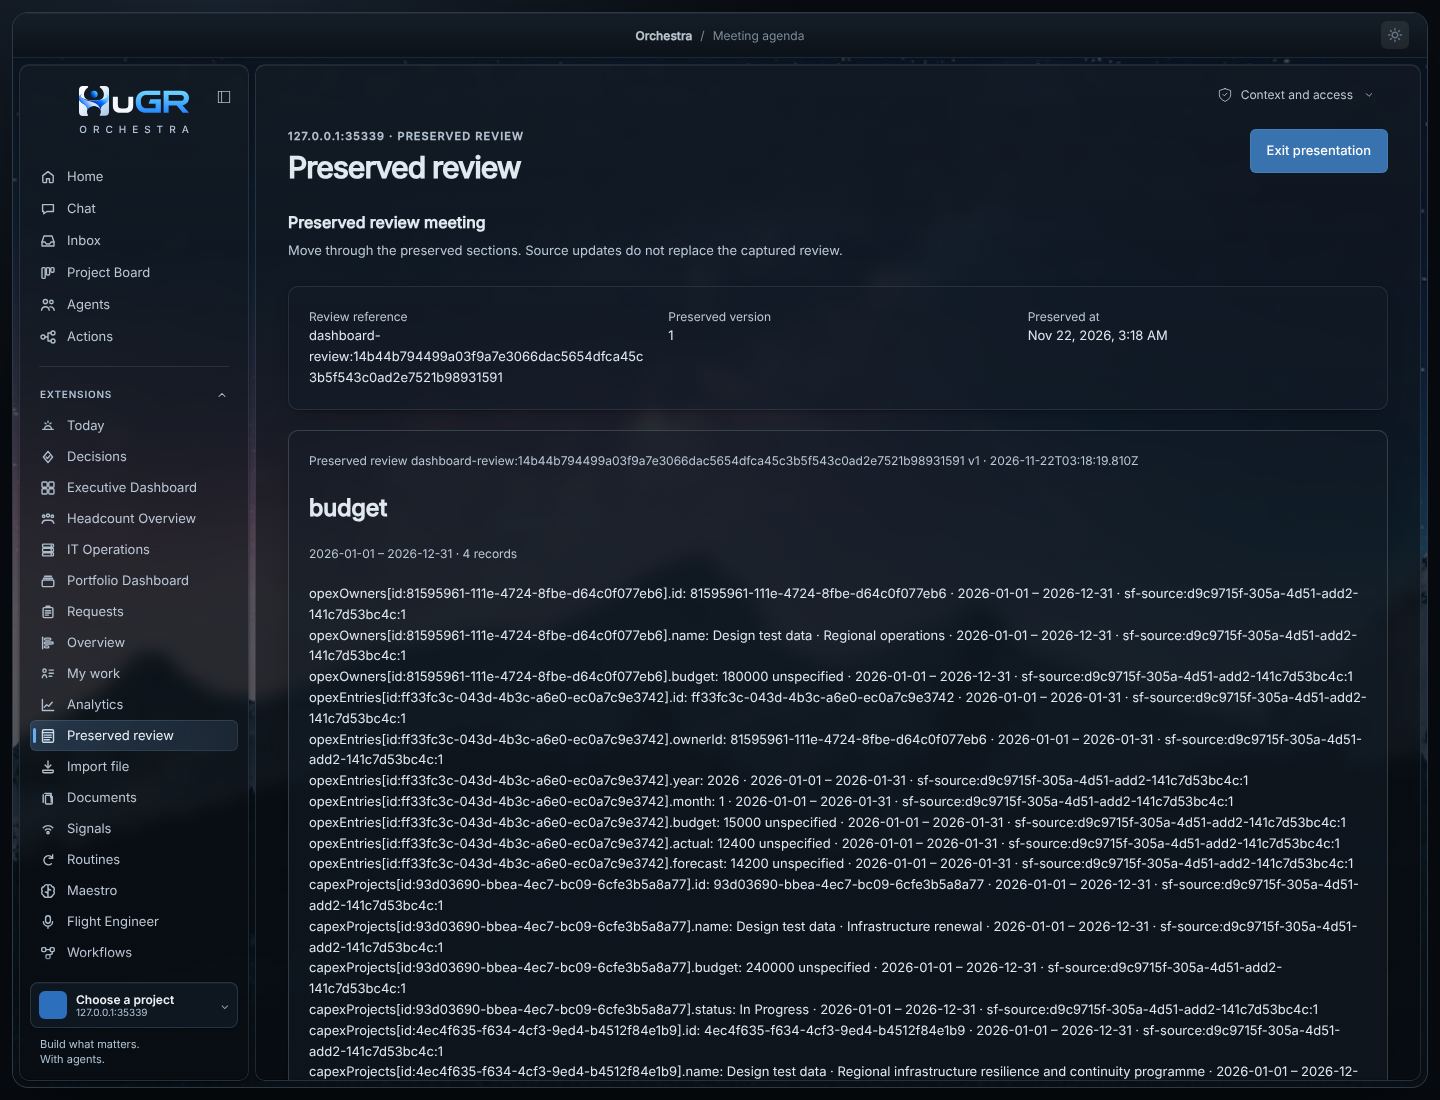 Orchestra / Meeting agenda
HuGR
ORCHESTRA
Home
Chat
Inbox
Project Board
Agents
Actions
EXTENSIONS
Today
Decisions
Executive Dashboard
Headcount Overview
IT Operations
Portfolio Dashboard
Requests
Overview
My work
Analytics
Preserved review
Import file
Documents
Signals
Routines
Maestro
Flight Engineer
Workflows
Choose a project
127.0.0.1:35339
Build what matters.
With agents.
Context and access
127.0.0.1:35339 · PRESERVED REVIEW
Preserved review
Exit presentation
Preserved review meeting
Move through the preserved sections. Source updates do not replace the captured review.
Review reference
dashboard-
review:14b44b794499a03f9a7e3066dac5654dfca45c
3b5f543c0ad2e7521b98931591
Preserved version
1
Preserved at
Nov 22, 2026, 3:18 AM
Preserved review dashboard-review:14b44b794499a03f9a7e3066dac5654dfca45c3b5f543c0ad2e7521b98931591 v1 · 2026-11-22T03:18:19.810Z
budget
2026-01-01 – 2026-12-31 · 4 records
opexOwners[id:81595961-111e-4724-8fbe-d64c0f077eb6].id: 81595961-111e-4724-8fbe-d64c0f077eb6 · 2026-01-01 – 2026-12-31 · sf-source:d9c9715f-305a-4d51-add2-
141c7d53bc4c:1
opexOwners[id:81595961-111e-4724-8fbe-d64c0f077eb6].name: Design test data · Regional operations · 2026-01-01 – 2026-12-31 · sf-source:d9c9715f-305a-4d51-add2-
141c7d53bc4c:1
opexOwners[id:81595961-111e-4724-8fbe-d64c0f077eb6].budget: 180000 unspecified · 2026-01-01 – 2026-12-31 · sf-source:d9c9715f-305a-4d51-add2-141c7d53bc4c:1
opexEntries[id:ff33fc3c-043d-4b3c-a6e0-ec0a7c9e3742].id: ff33fc3c-043d-4b3c-a6e0-ec0a7c9e3742 · 2026-01-01 – 2026-01-31 · sf-source:d9c9715f-305a-4d51-add2-
141c7d53bc4c:1
opexEntries[id:ff33fc3c-043d-4b3c-a6e0-ec0a7c9e3742].ownerId: 81595961-111e-4724-8fbe-d64c0f077eb6 · 2026-01-01 – 2026-01-31 · sf-source:d9c9715f-305a-4d51-
add2-141c7d53bc4c:1
opexEntries[id:ff33fc3c-043d-4b3c-a6e0-ec0a7c9e3742].year: 2026 · 2026-01-01 – 2026-01-31 · sf-source:d9c9715f-305a-4d51-add2-141c7d53bc4c:1
opexEntries[id:ff33fc3c-043d-4b3c-a6e0-ec0a7c9e3742].month: 1 · 2026-01-01 – 2026-01-31 · sf-source:d9c9715f-305a-4d51-add2-141c7d53bc4c:1
opexEntries[id:ff33fc3c-043d-4b3c-a6e0-ec0a7c9e3742].budget: 15000 unspecified · 2026-01-01 – 2026-01-31 · sf-source:d9c9715f-305a-4d51-add2-141c7d53bc4c:1
opexEntries[id:ff33fc3c-043d-4b3c-a6e0-ec0a7c9e3742].actual: 12400 unspecified · 2026-01-01 – 2026-01-31 · sf-source:d9c9715f-305a-4d51-add2-141c7d53bc4c:1
opexEntries[id:ff33fc3c-043d-4b3c-a6e0-ec0a7c9e3742].forecast: 14200 unspecified · 2026-01-01 – 2026-01-31 · sf-source:d9c9715f-305a-4d51-add2-141c7d53bc4c:1
capexProjects[id:93d03690-bbea-4ec7-bc09-6cfe3b5a8a77].id: 93d03690-bbea-4ec7-bc09-6cfe3b5a8a77 · 2026-01-01 – 2026-12-31 · sf-source:d9c9715f-305a-4d51-
add2-141c7d53bc4c:1
capexProjects[id:93d03690-bbea-4ec7-bc09-6cfe3b5a8a77].name: Design test data · Infrastructure renewal · 2026-01-01 – 2026-12-31 · sf-source:d9c9715f-305a-4d51-
add2-141c7d53bc4c:1
capexProjects[id:93d03690-bbea-4ec7-bc09-6cfe3b5a8a77].budget: 240000 unspecified · 2026-01-01 – 2026-12-31 · sf-source:d9c9715f-305a-4d51-add2-
141c7d53bc4c:1
capexProjects[id:93d03690-bbea-4ec7-bc09-6cfe3b5a8a77].status: In Progress · 2026-01-01 – 2026-12-31 · sf-source:d9c9715f-305a-4d51-add2-141c7d53bc4c:1
capexProjects[id:4ec4f635-f634-4cf3-9ed4-b4512f84e1b9].id: 4ec4f635-f634-4cf3-9ed4-b4512f84e1b9 · 2026-01-01 – 2026-12-31 · sf-source:d9c9715f-305a-4d51-
add2-141c7d53bc4c:1
capexProjects[id:4ec4f635-f634-4cf3-9ed4-b4512f84e1b9].name: Design test data · Regional infrastructure resilience and continuity programme · 2026-01-01 – 2026-12-